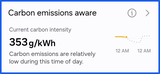 Carbon emissions aware
Current carbon intensity
353g/kWh
Carbon emissions are relatively
low during this time of day.
12 AM 12 AM